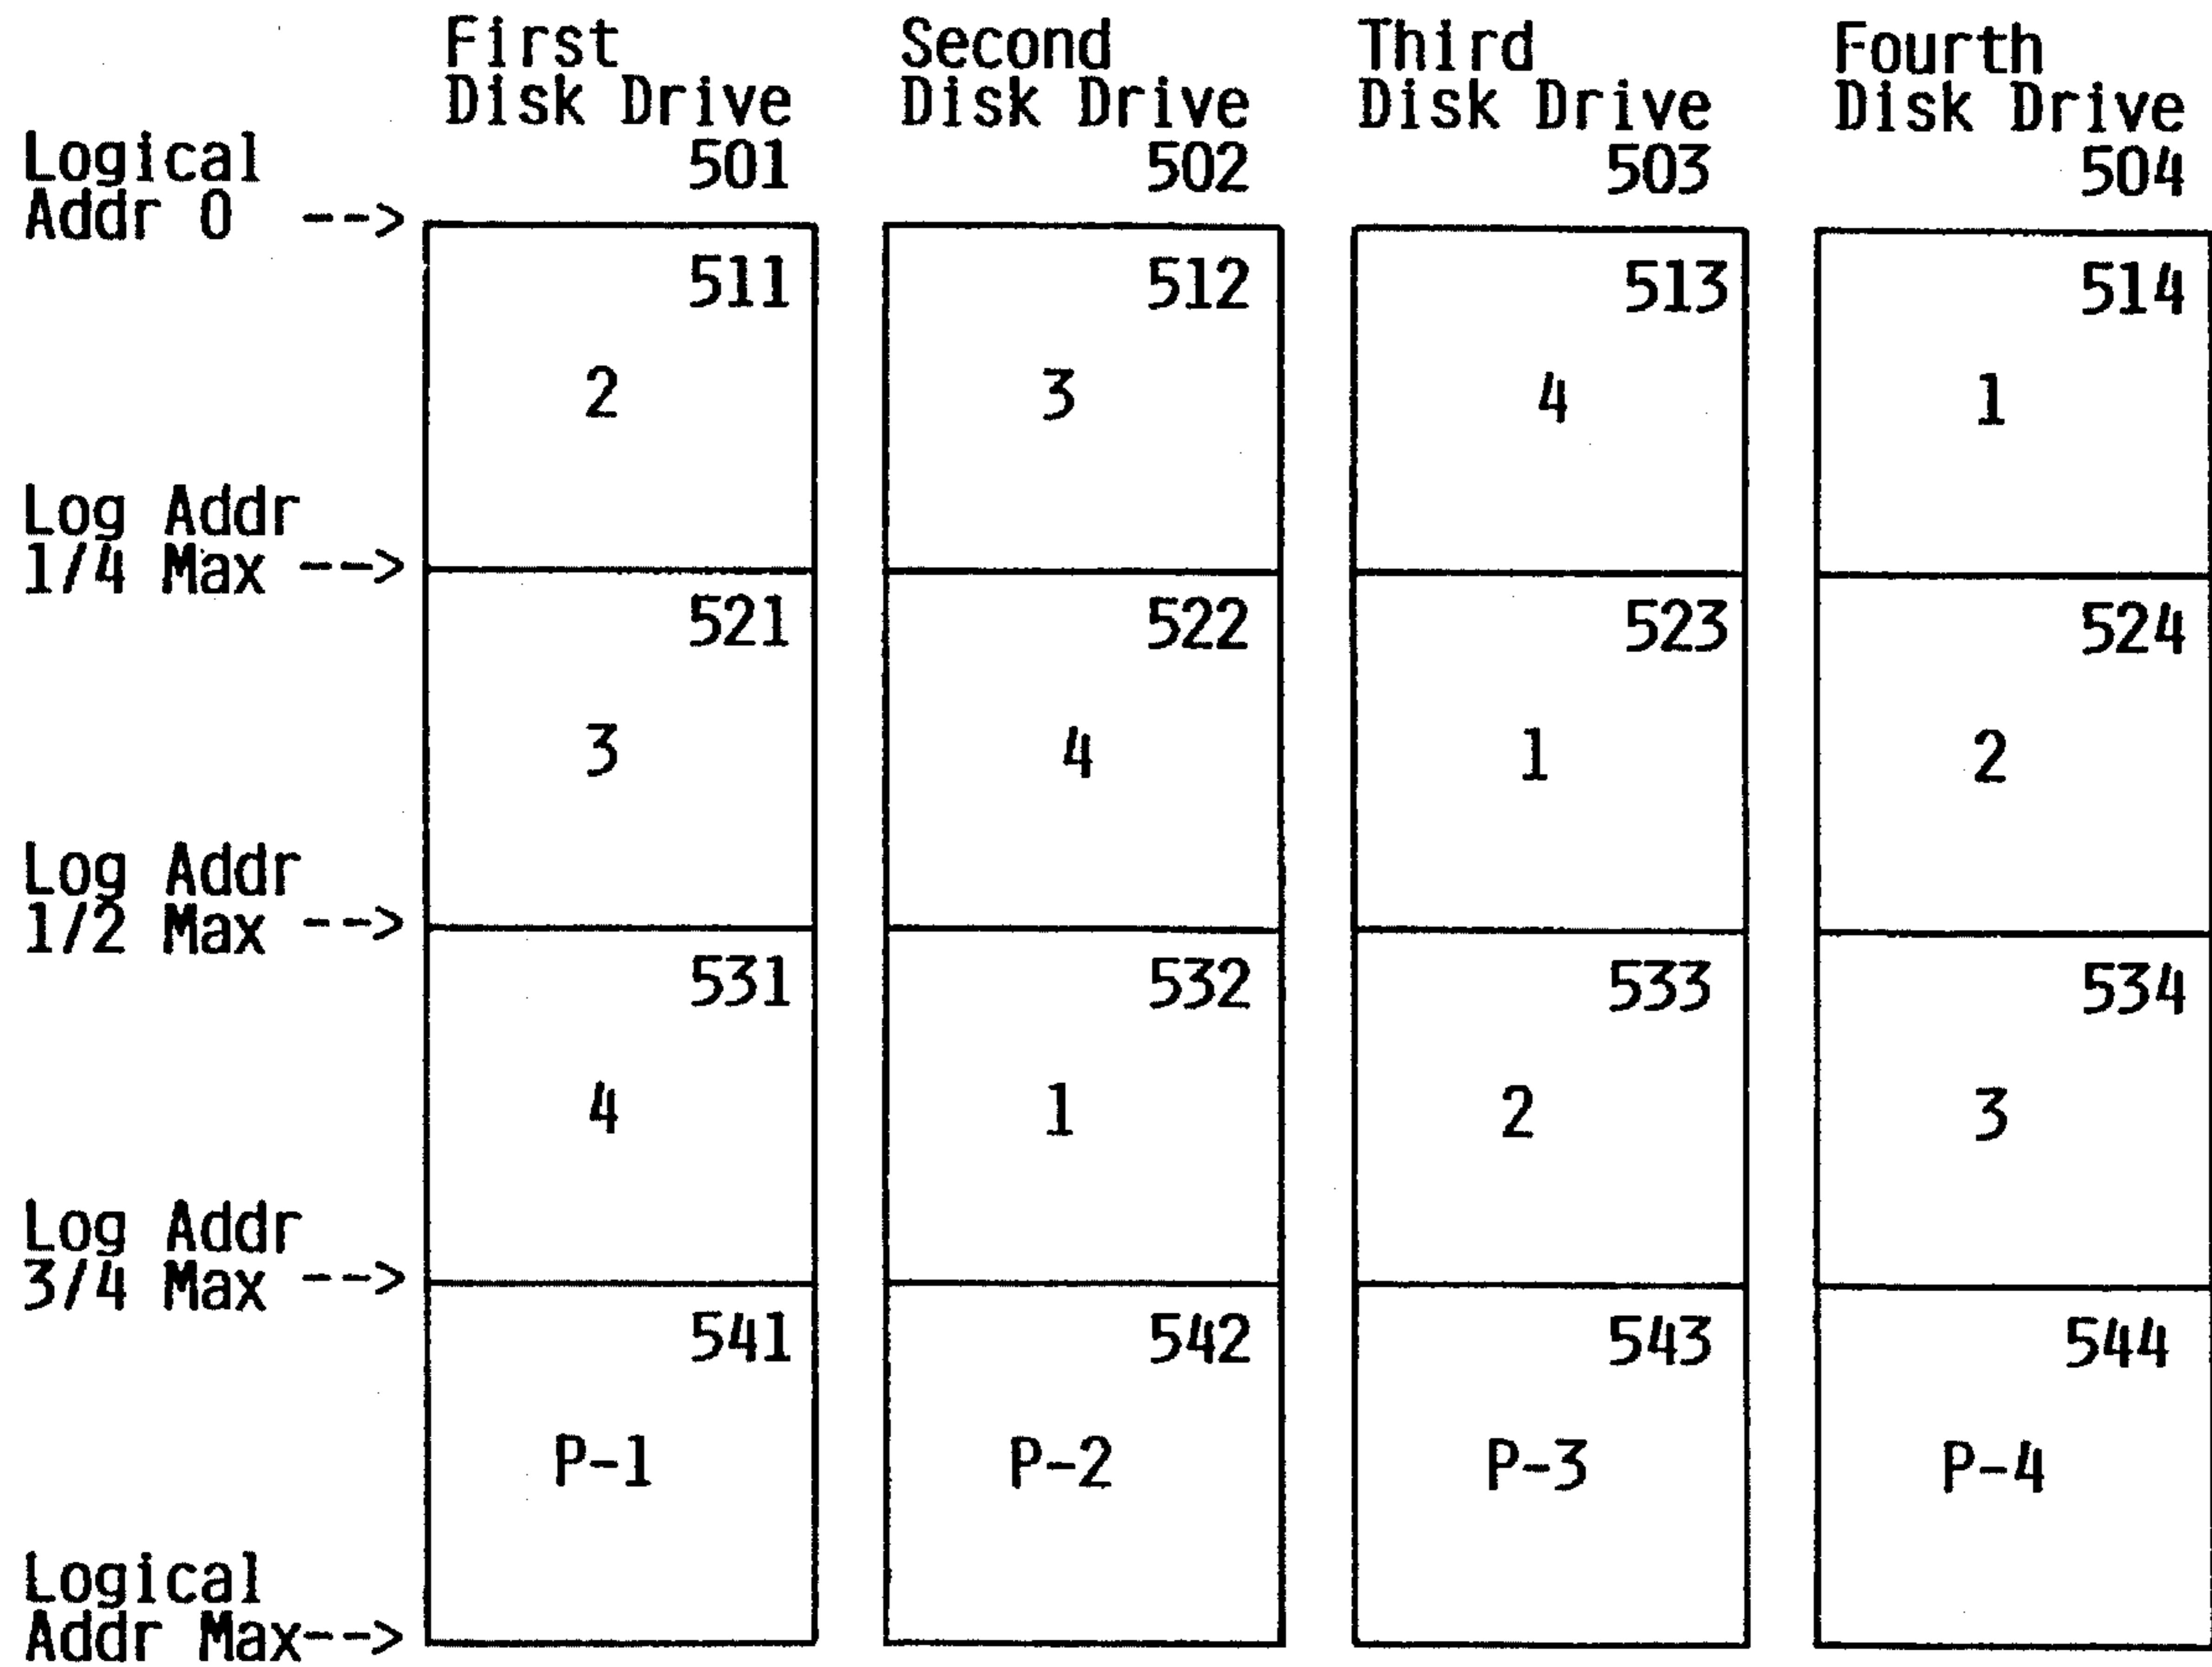 First Second Third Fourth
Disk Drive Disk Drive Disk Drive Disk Drive
Logical 501 502 503 504
Addr 0 -->
511 512 513 514
2 3 4 1
Log Addr
1/4 Max -->
521 522 523 524
3 4 1 2
Log Addr
1/2 Max -->
531 532 533 534
4 1 2 3
Log Addr
3/4 Max -->
541 542 543 544
P-1 P-2 P-3 P-4
Logical
Addr Max-->